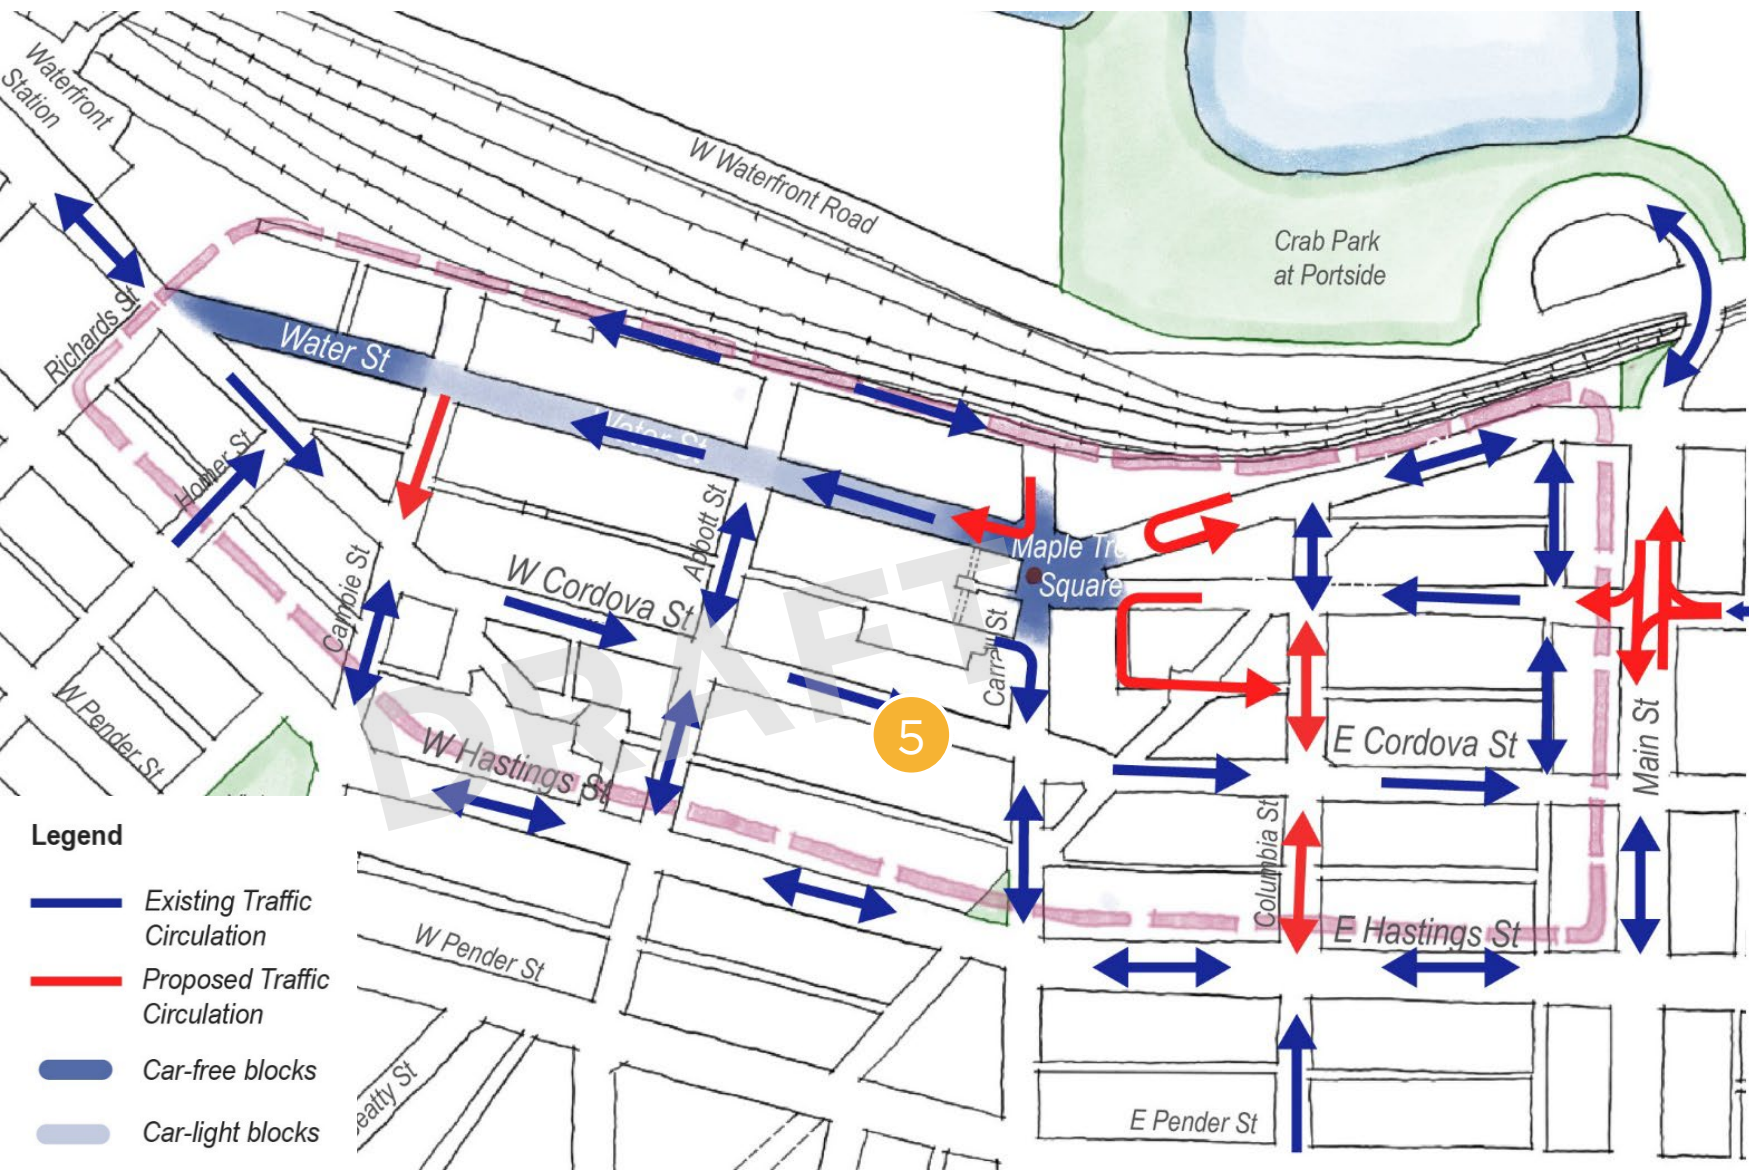 Waterfront
Station
W Waterfront Road
Crab Park
at Portside
Richards St
Water St
Water St
Homer St
Abbott St
Maple Tre
Square
Cambie St
W Cordova St
Carrall St
DRAFT
5
W Pender St
W Hastings St
E Cordova St
Main St
Columbia St
E Hastings St
W Pender St
E Pender St
eatty St
Legend
Existing Traffic
Circulation
Proposed Traffic
Circulation
Car-free blocks
Car-light blocks